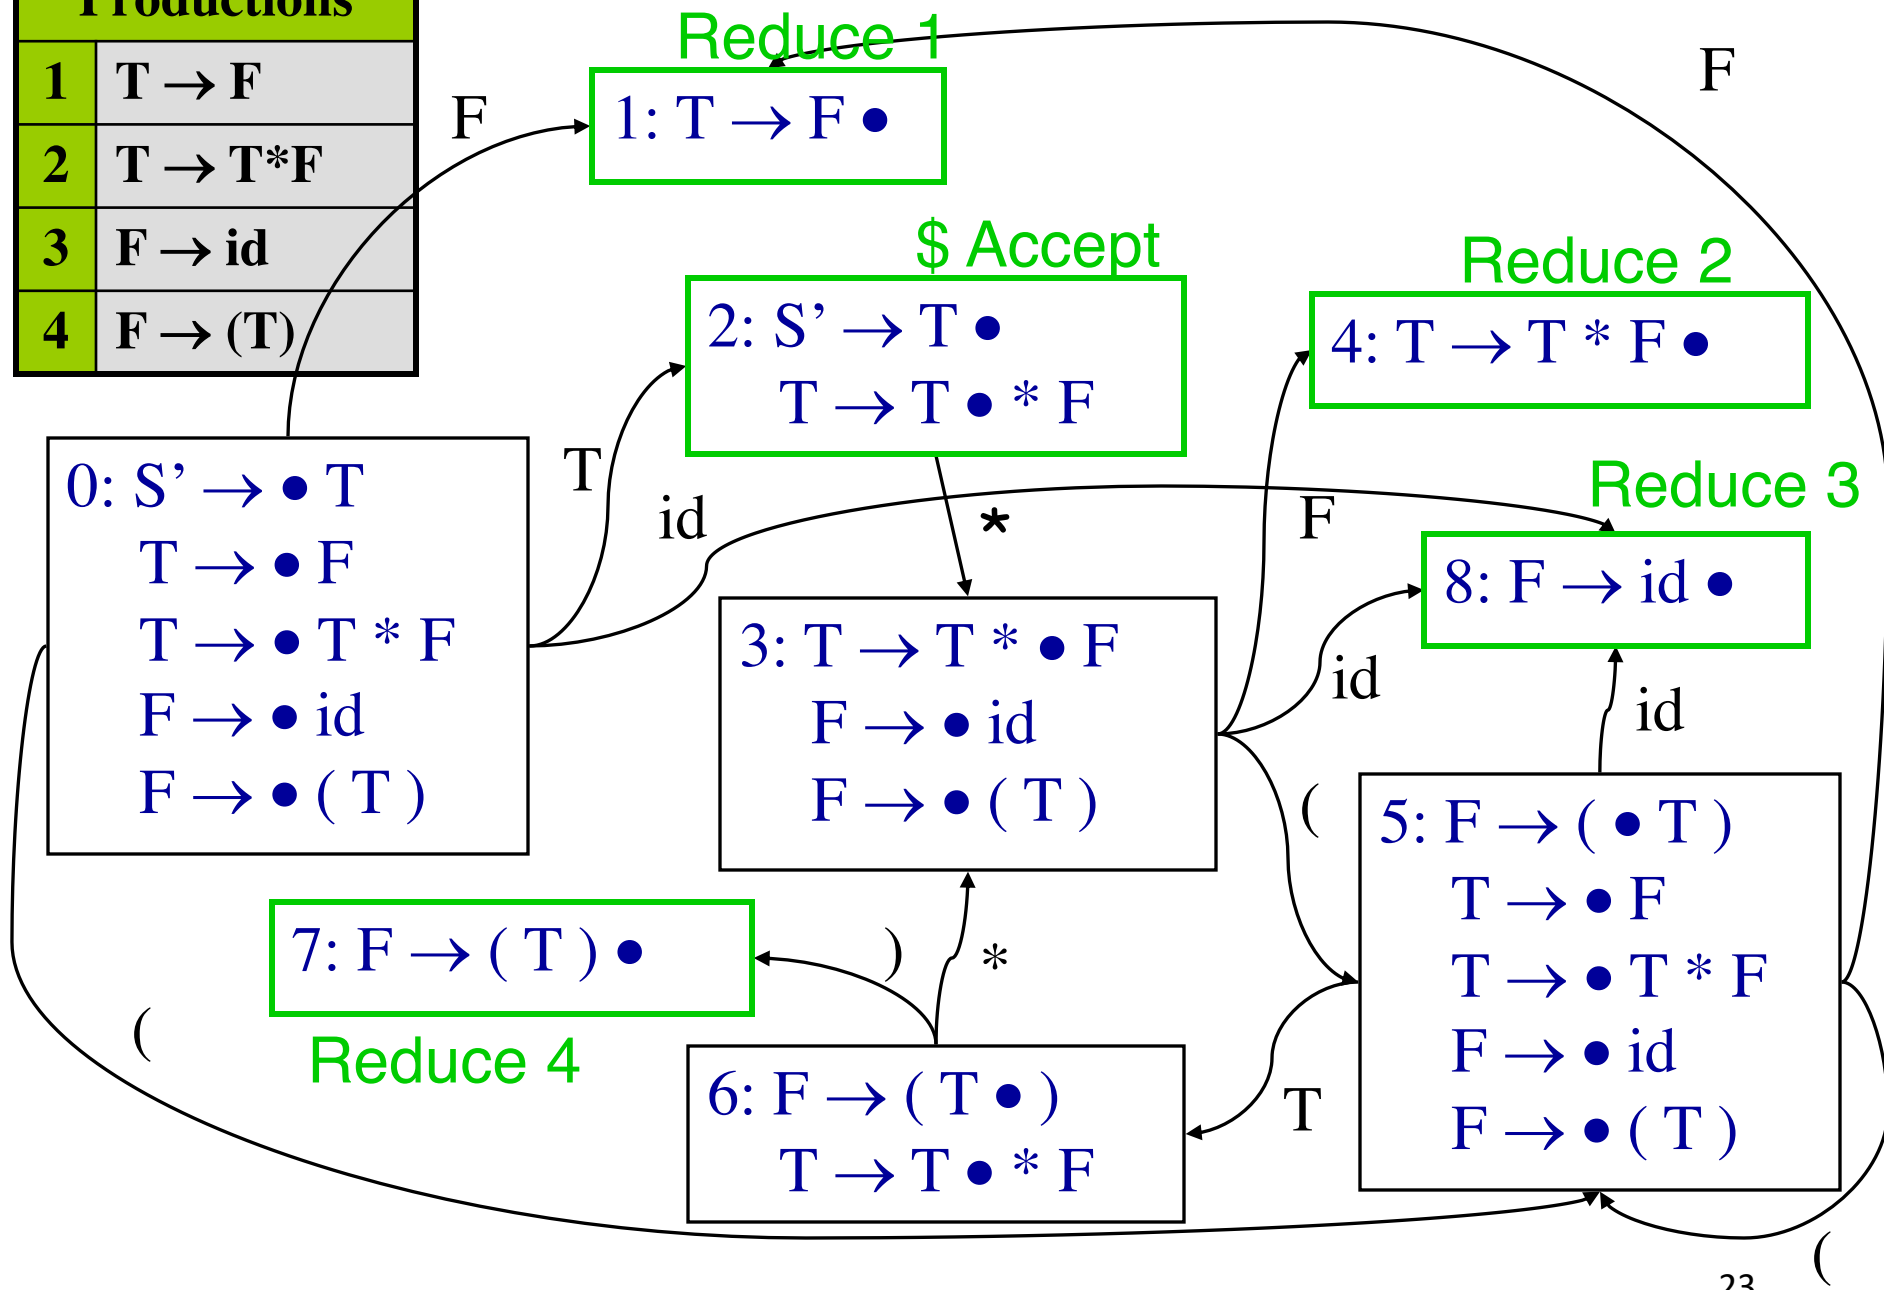 Productions
1 T → F
2 T → T*F
3 F → id
4 F → (T)
Reduce 1
F
F
1: T → F •
$ Accept
2: S’ → T •
T → T • * F
Reduce 2
4: T → T * F •
0: S’ → • T
T → • F
T → • T * F
F → • id
F → • ( T )
T
id
*
F
Reduce 3
8: F → id •
3: T → T * • F
F → • id
F → • ( T )
id
id
(
5: F → ( • T )
T → • F
T → • T * F
F → • id
F → • ( T )
7: F → ( T ) •
Reduce 4
)
*
(
6: F → ( T • )
T → T • * F
T
(
23